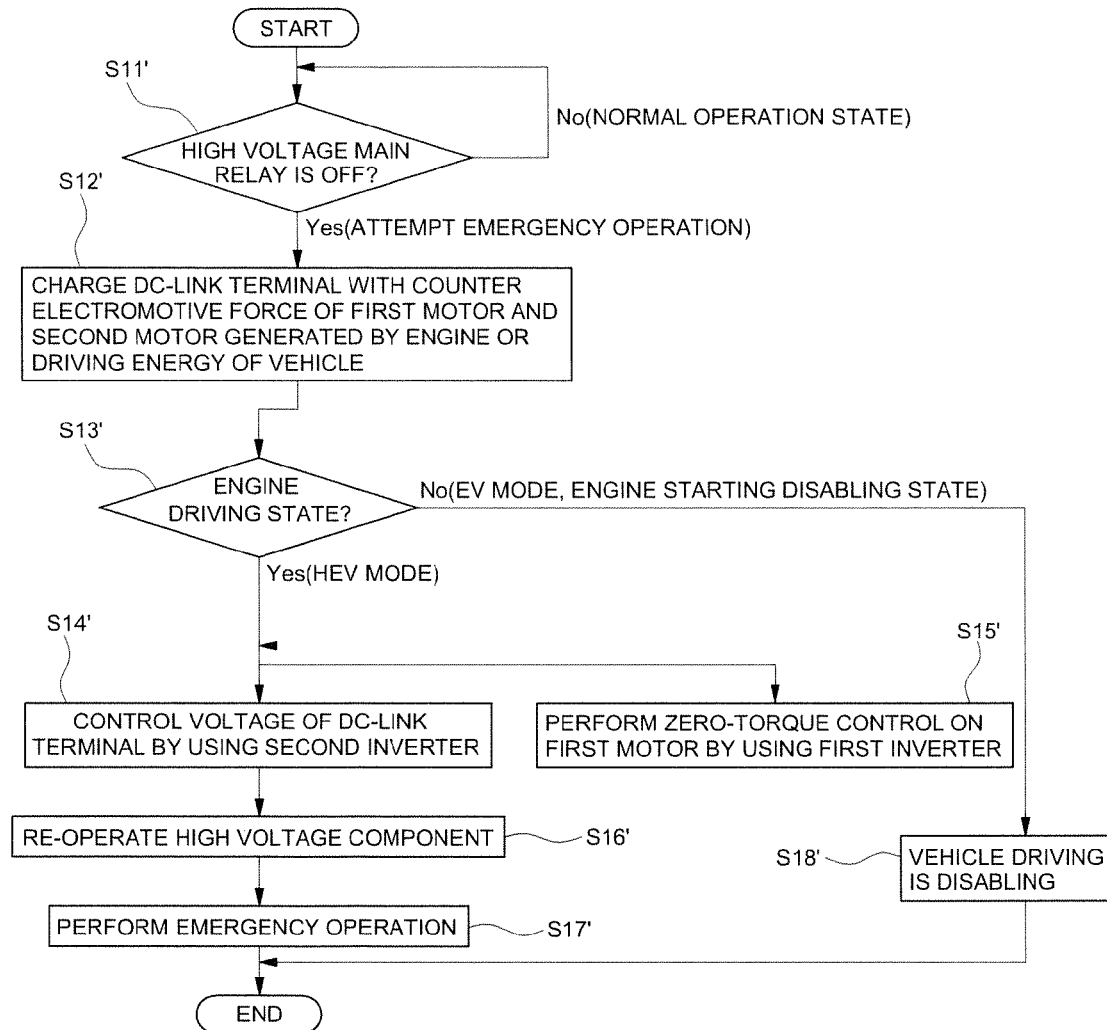 START
S11'
No(NORMAL OPERATION STATE)
HIGH VOLTAGE MAIN
RELAY IS OFF?
S12'
Yes(ATTEMPT EMERGENCY OPERATION)
CHARGE DC-LINK TERMINAL WITH COUNTER
ELECTROMOTIVE FORCE OF FIRST MOTOR AND
SECOND MOTOR GENERATED BY ENGINE OR
DRIVING ENERGY OF VEHICLE
S13'
ENGINE
DRIVING STATE?
No(EV MODE, ENGINE STARTING DISABLING STATE)
Yes(HEV MODE)
S14'
S15'
CONTROL VOLTAGE OF DC-LINK
TERMINAL BY USING SECOND INVERTER
PERFORM ZERO-TORQUE CONTROL ON
FIRST MOTOR BY USING FIRST INVERTER
RE-OPERATE HIGH VOLTAGE COMPONENT
S16'
S18'
VEHICLE DRIVING
IS DISABLING
PERFORM EMERGENCY OPERATION
S17'
END